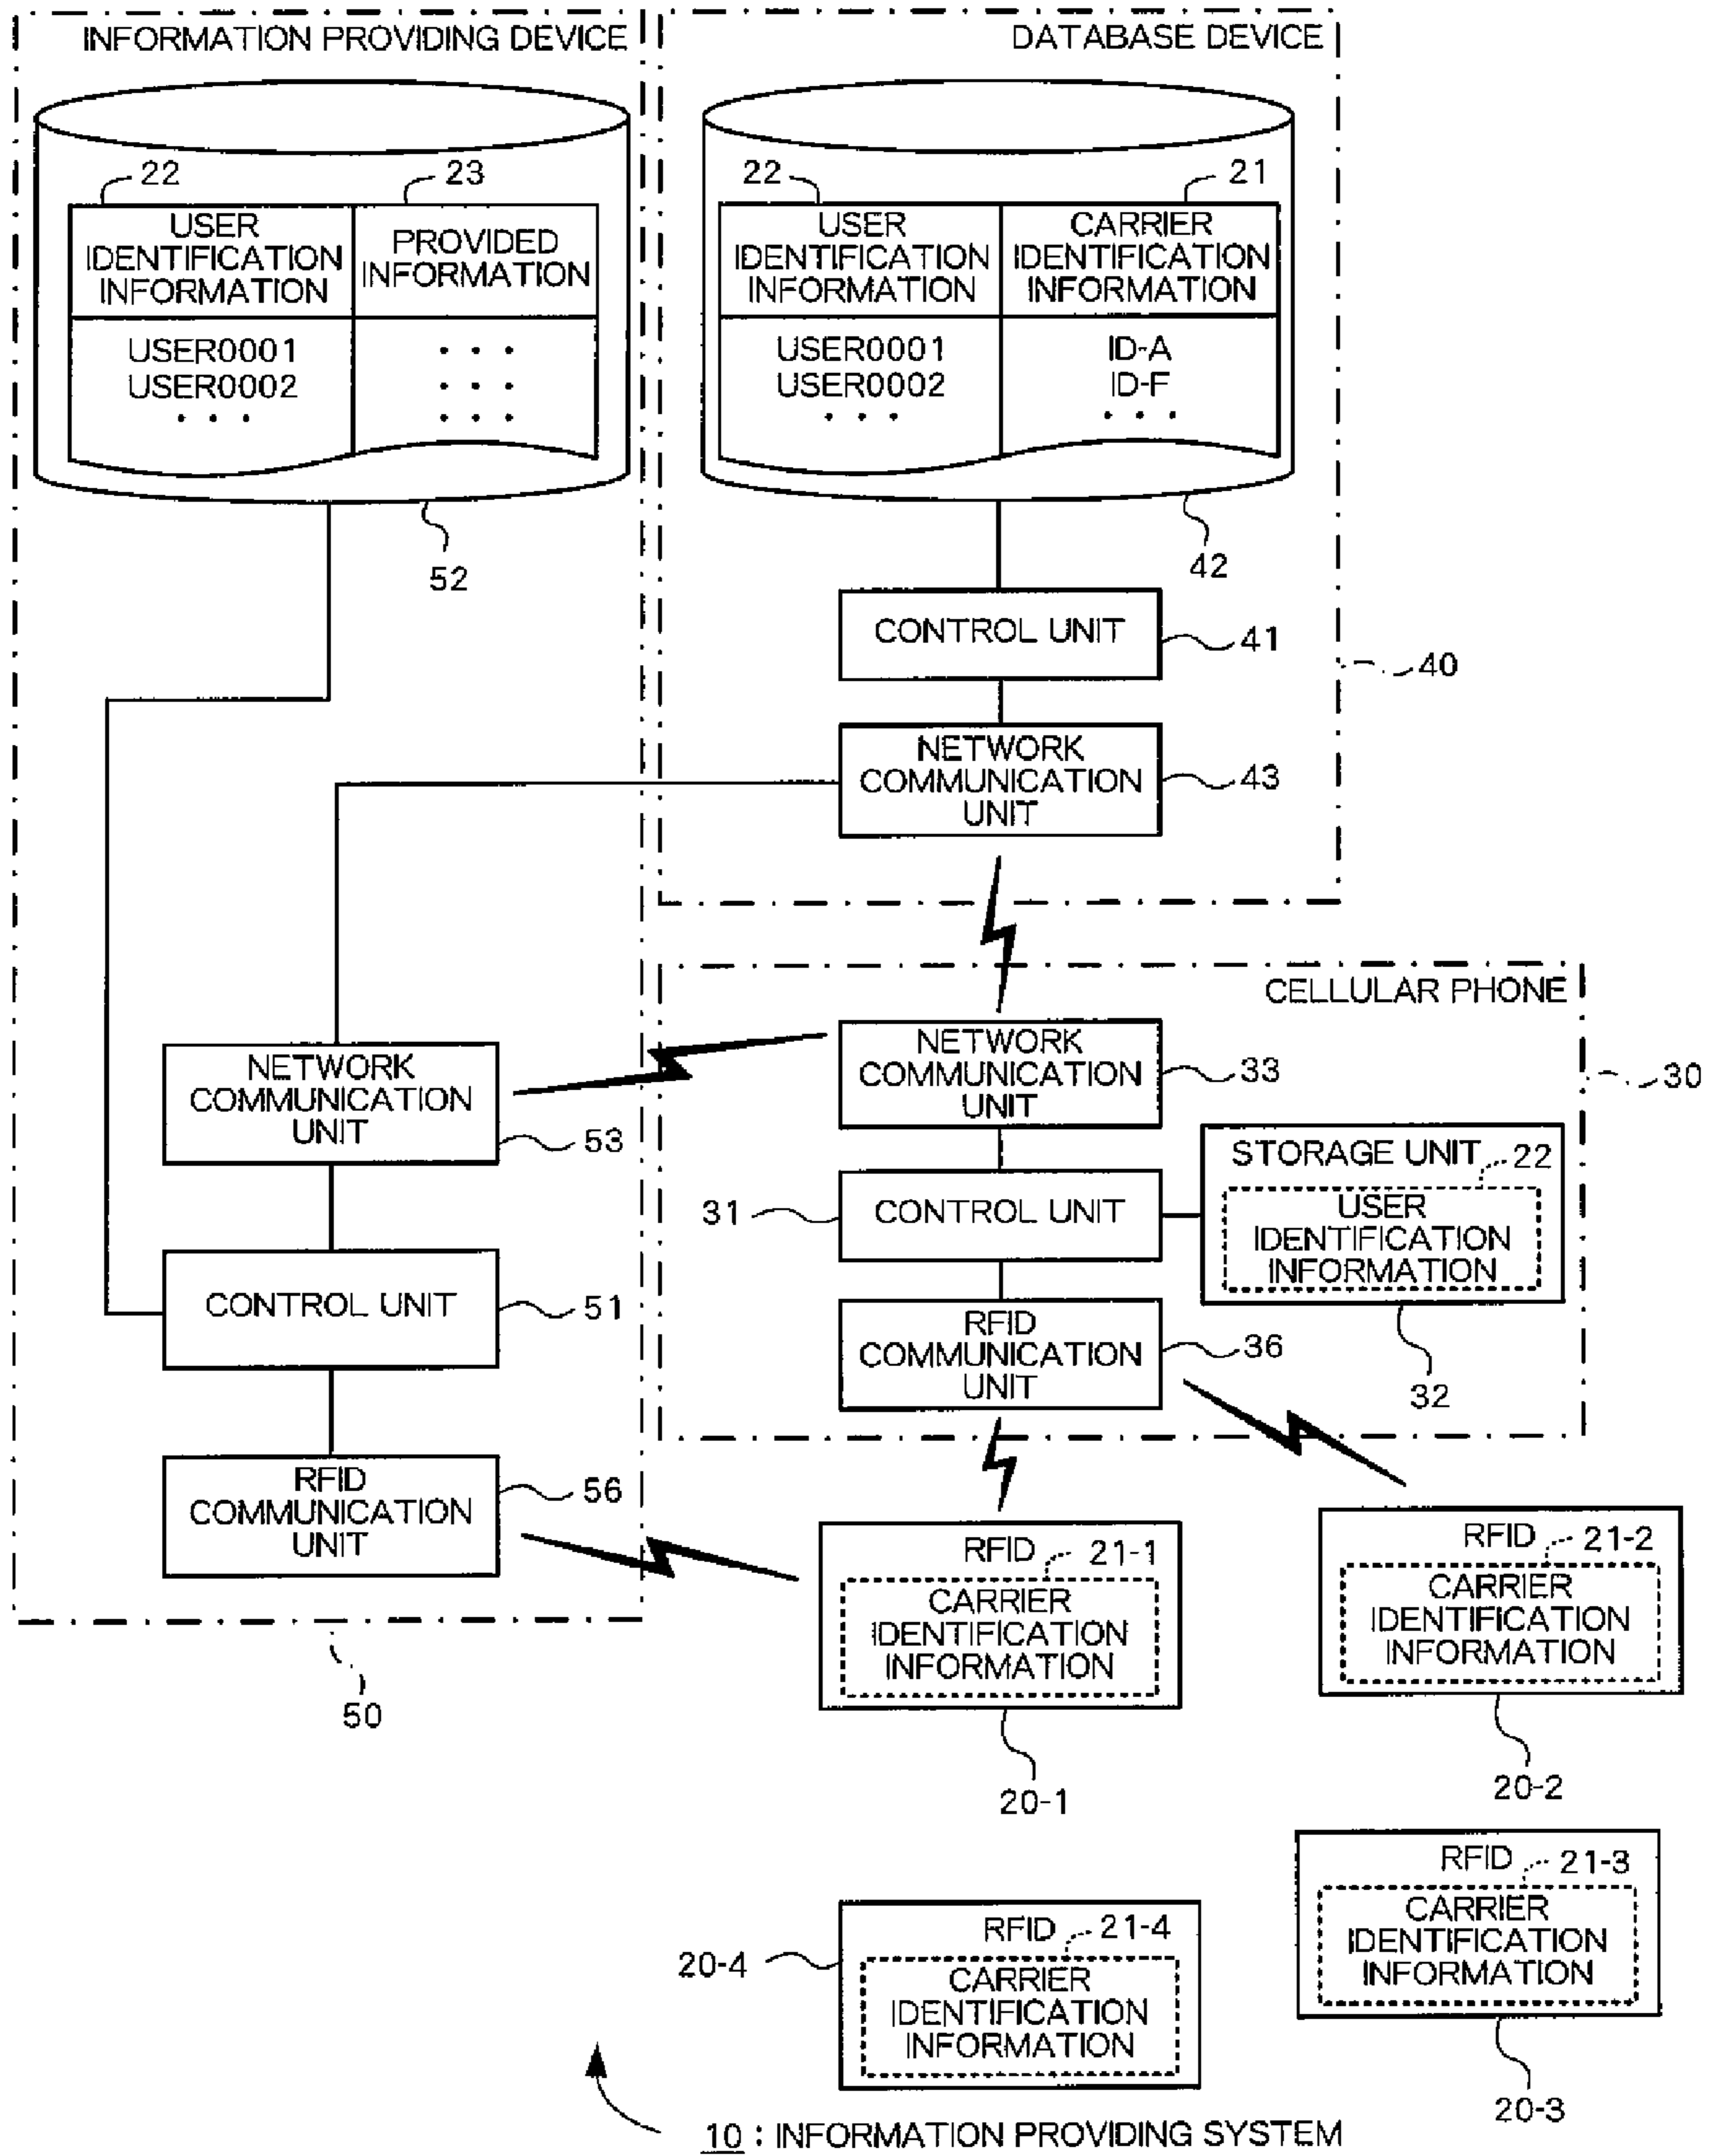 INFORMATION PROVIDING DEVICE
22
23
USER
IDENTIFICATION
INFORMATION
PROVIDED
INFORMATION
USER0001
USER0002
. . .
. . .
. . .
. . .
52
DATABASE DEVICE
22
21
USER
IDENTIFICATION
INFORMATION
CARRIER
IDENTIFICATION
INFORMATION
USER0001
USER0002
. . .
ID-A
ID-F
. . .
42
CONTROL UNIT
41
40
NETWORK
COMMUNICATION
UNIT
43
CELLULAR PHONE
NETWORK
COMMUNICATION
UNIT
33
30
NETWORK
COMMUNICATION
UNIT
53
STORAGE UNIT
22
USER
IDENTIFICATION
INFORMATION
32
31
CONTROL UNIT
CONTROL UNIT
51
RFID
COMMUNICATION
UNIT
36
RFID
COMMUNICATION
UNIT
56
50
RFID
21-1
CARRIER
IDENTIFICATION
INFORMATION
20-1
RFID
21-2
CARRIER
IDENTIFICATION
INFORMATION
20-2
RFID
21-3
CARRIER
IDENTIFICATION
INFORMATION
20-3
RFID
21-4
20-4
CARRIER
IDENTIFICATION
INFORMATION
10 : INFORMATION PROVIDING SYSTEM